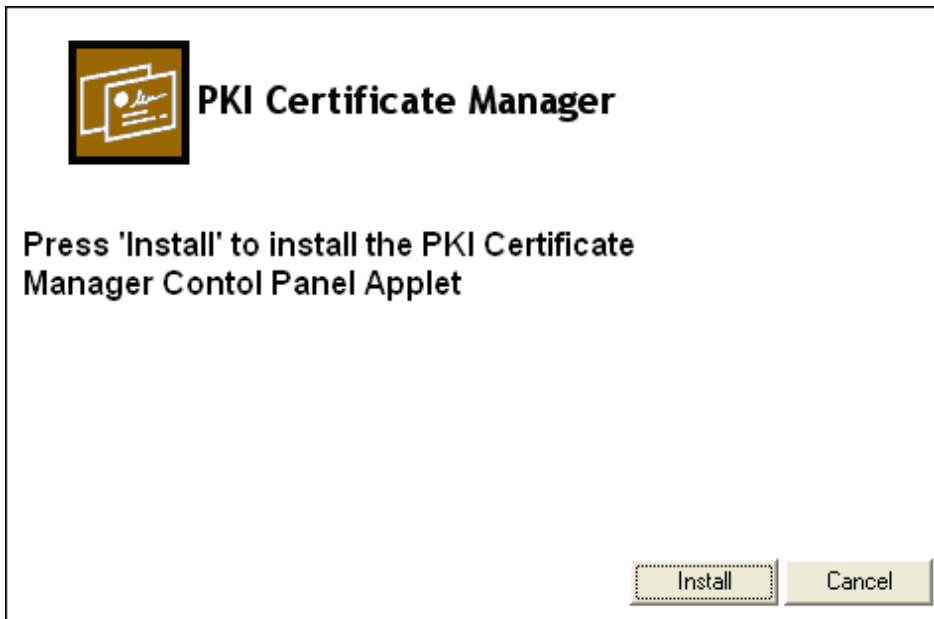 PKI Certificate Manager
Press 'Install' to install the PKI Certificate
Manager Contol Panel Applet
Install
Cancel